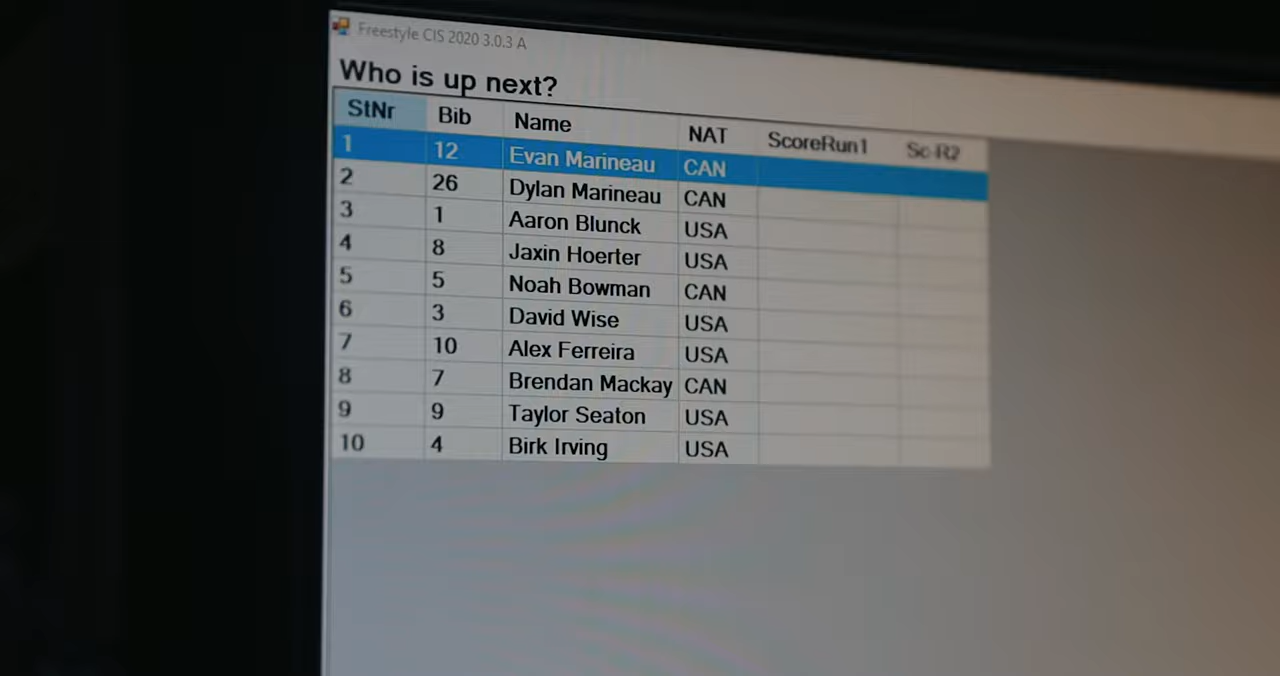 Freestyle CIS 2020 3.0.3 A
Who is up next?
StNr Bib Name NAT ScoreRun1 Sc-R2
1 12 Evan Marineau CAN
2 26 Dylan Marineau CAN
3 1 Aaron Blunck USA
4 8 Jaxin Hoerter USA
5 5 Noah Bowman CAN
6 3 David Wise USA
7 10 Alex Ferreira USA
8 7 Brendan Mackay CAN
9 9 Taylor Seaton USA
10 4 Birk Irving USA